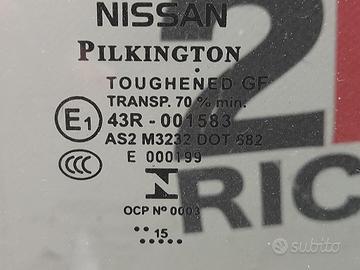 NISSAN
PILKINGTON
TOUGHENED GF
TRANSP. 70 % min.
E1 43R - 001583
AS2 M3232 DOT 582
E 000199
CCC
N
OCP Nº 0003
.. 15 ...
2
RIC
subito